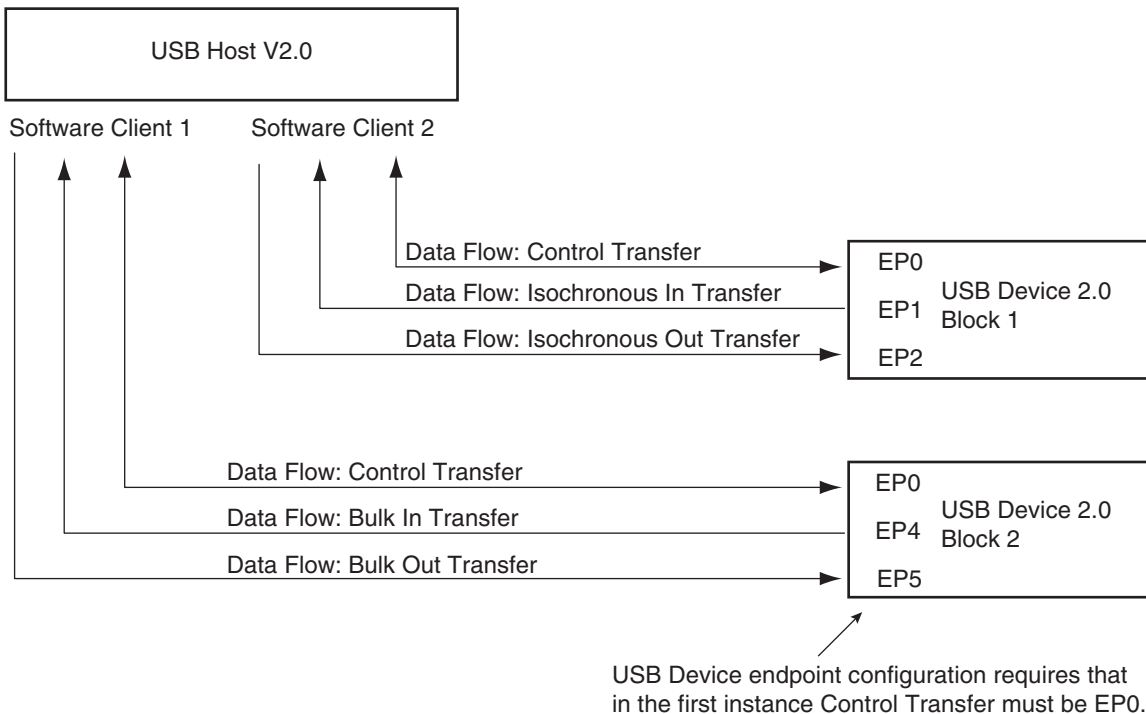 USB Host V2.0
Software Client 1
Software Client 2
Data Flow: Control Transfer
Data Flow: Isochronous In Transfer
Data Flow: Isochronous Out Transfer
EP0
EP1
EP2
USB Device 2.0
Block 1
Data Flow: Control Transfer
Data Flow: Bulk In Transfer
Data Flow: Bulk Out Transfer
EP0
EP4
EP5
USB Device 2.0
Block 2
USB Device endpoint configuration requires that
in the first instance Control Transfer must be EP0.